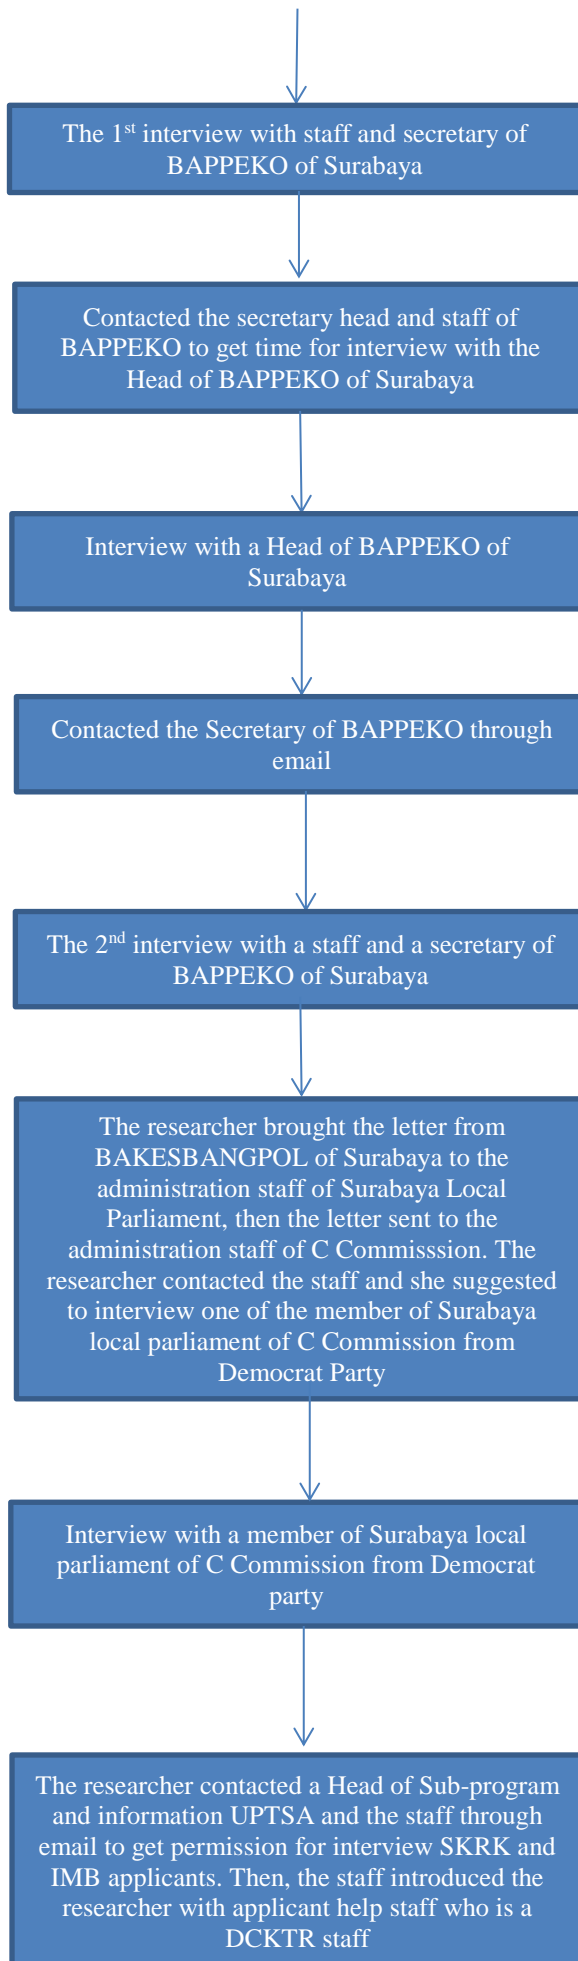 The 1st interview with staff and secretary of
BAPPEKO of Surabaya
Contacted the secretary head and staff of
BAPPEKO to get time for interview with the
Head of BAPPEKO of Surabaya
Interview with a Head of BAPPEKO of
Surabaya
Contacted the Secretary of BAPPEKO through
email
The 2nd interview with a staff and a secretary of
BAPPEKO of Surabaya
The researcher brought the letter from
BAKESBANGPOL of Surabaya to the
administration staff of Surabaya Local
Parliament, then the letter sent to the
administration staff of C Commisssion. The
researcher contacted the staff and she suggested
to interview one of the member of Surabaya
local parliament of C Commission from
Democrat Party
Interview with a member of Surabaya local
parliament of C Commission from Democrat
party
The researcher contacted a Head of Sub-program
and information UPTSA and the staff through
email to get permission for interview SKRK and
IMB applicants. Then, the staff introduced the
researcher with applicant help staff who is a
DCKTR staff